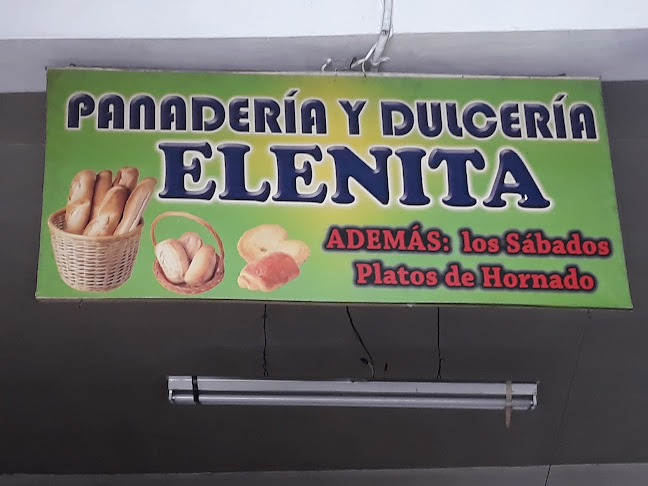 PANADERÍA Y DULCERÍA
ELENITA
ADEMÁS: los Sábados
Platos de Hornado